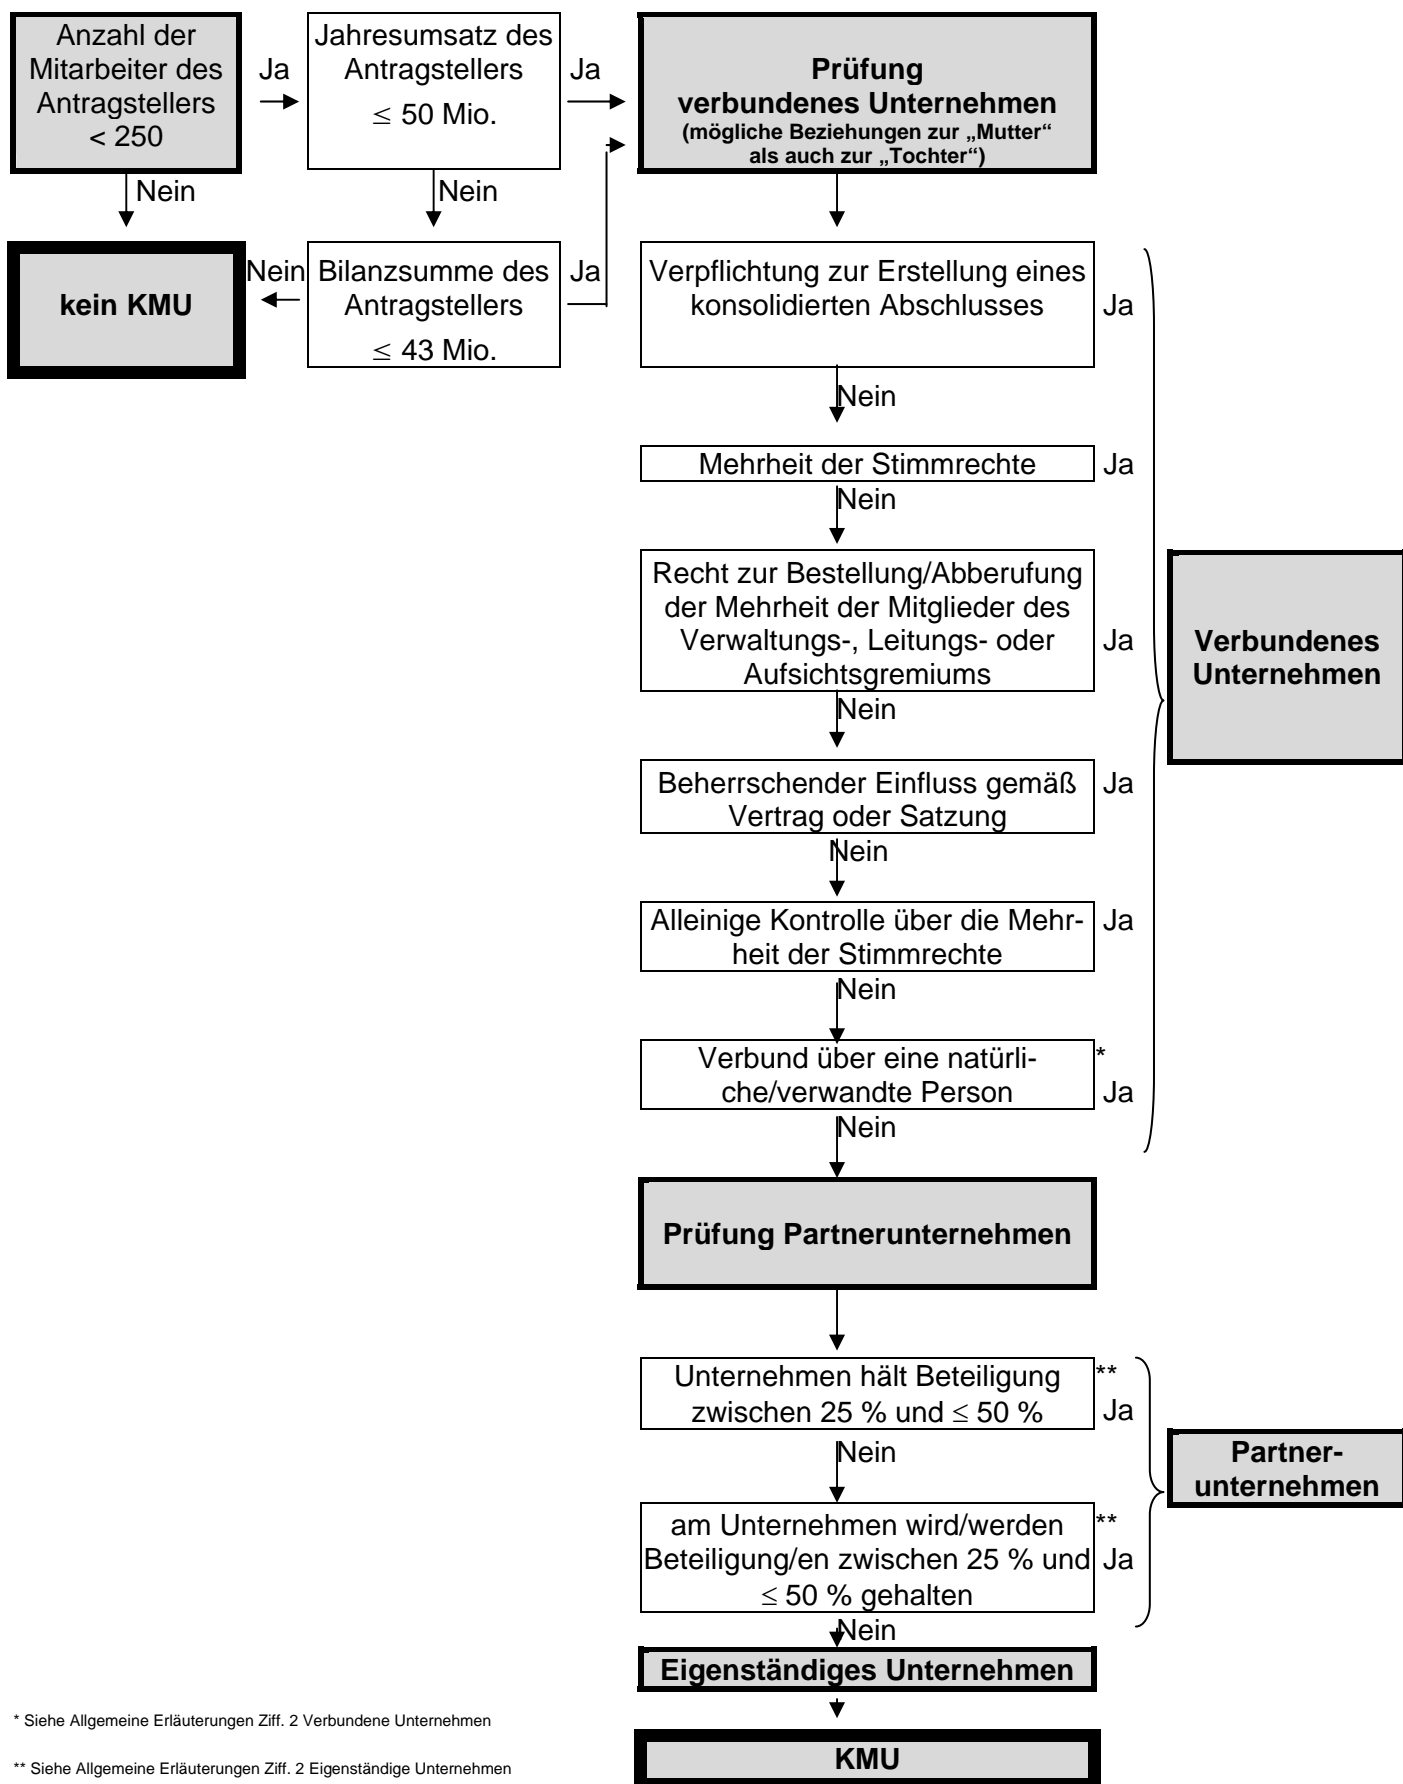 Anzahl der
Mitarbeiter des
Antragstellers
< 250
Ja
Jahresumsatz des
Antragstellers
≤ 50 Mio.
Ja
Prüfung
verbundenes Unternehmen
(mögliche Beziehungen zur „Mutter“
als auch zur „Tochter“)
Nein
Nein
kein KMU
Nein
Bilanzsumme des
Antragstellers
≤ 43 Mio.
Ja
Verpflichtung zur Erstellung eines
konsolidierten Abschlusses
Ja
Nein
Mehrheit der Stimmrechte
Ja
Nein
Recht zur Bestellung/Abberufung
der Mehrheit der Mitglieder des
Verwaltungs-, Leitungs- oder
Aufsichtsgremiums
Ja
Verbundenes
Unternehmen
Nein
Beherrschender Einfluss gemäß
Vertrag oder Satzung
Ja
Nein
Alleinige Kontrolle über die Mehr-
heit der Stimmrechte
Ja
Nein
Verbund über eine natürli-
che/verwandte Person
*
Ja
Nein
Prüfung Partnerunternehmen
Unternehmen hält Beteiligung
zwischen 25 % und ≤ 50 %
**
Ja
Nein
Partner-
unternehmen
am Unternehmen wird/werden
Beteiligung/en zwischen 25 % und
≤ 50 % gehalten
**
Ja
Nein
Eigenständiges Unternehmen
KMU
* Siehe Allgemeine Erläuterungen Ziff. 2 Verbundene Unternehmen
** Siehe Allgemeine Erläuterungen Ziff. 2 Eigenständige Unternehmen